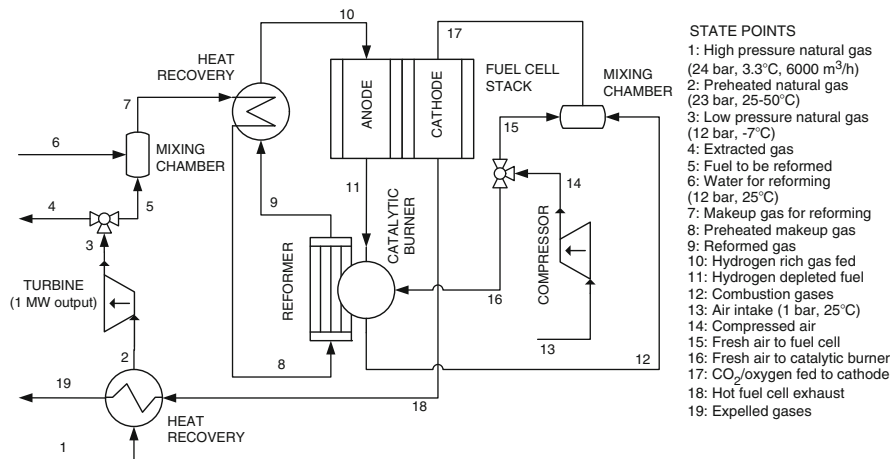 10
17
HEAT
RECOVERY
ANODE
CATHODE
FUEL CELL
STACK
MIXING
CHAMBER
7
6
MIXING
CHAMBER
15
14
11
9
4
5
3
CATALYTIC
BURNER
REFORMER
COMPRESSOR
16
TURBINE
(1 MW output)
13
12
8
2
19
18
HEAT
RECOVERY
1
STATE POINTS
1: High pressure natural gas
(24 bar, 3.3°C, 6000 m³/h)
2: Preheated natural gas
(23 bar, 25-50°C)
3: Low pressure natural gas
(12 bar, -7°C)
4: Extracted gas
5: Fuel to be reformed
6: Water for reforming
(12 bar, 25°C)
7: Makeup gas for reforming
8: Preheated makeup gas
9: Reformed gas
10: Hydrogen rich gas fed
11: Hydrogen depleted fuel
12: Combustion gases
13: Air intake (1 bar, 25°C)
14: Compressed air
15: Fresh air to fuel cell
16: Fresh air to catalytic burner
17: CO₂/oxygen fed to cathode
18: Hot fuel cell exhaust
19: Expelled gases